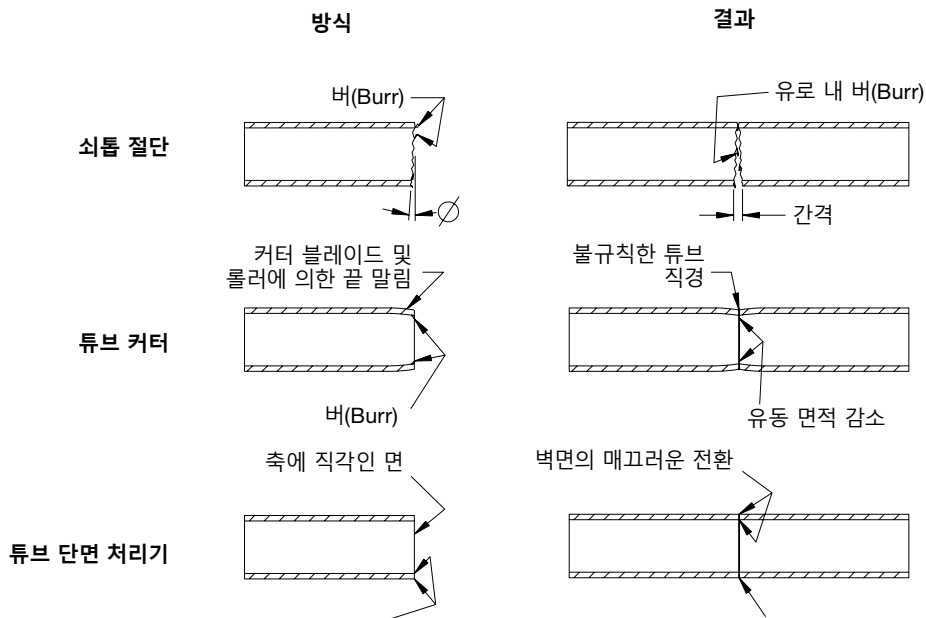 방식
결과
버(Burr)
유로 내 버(Burr)
쇠톱 절단
간격
커터 블레이드 및
롤러에 의한 끝 말림
불규칙한 튜브
직경
튜브 커터
버(Burr)
유동 면적 감소
축에 직각인 면
벽면의 매끄러운 전환
튜브 단면 처리기